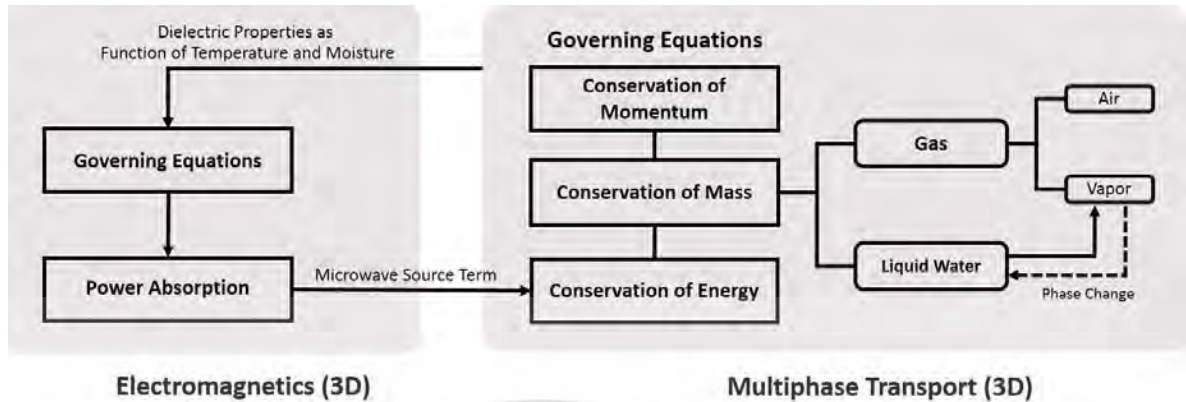 Dielectric Properties as
Function of Temperature and Moisture
Governing Equations
Power Absorption
Microwave Source Term
Electromagnetics (3D)
Governing Equations
Conservation of
Momentum
Conservation of Mass
Conservation of Energy
Gas
Liquid Water
Air
Vapor
Phase Change
Multiphase Transport (3D)